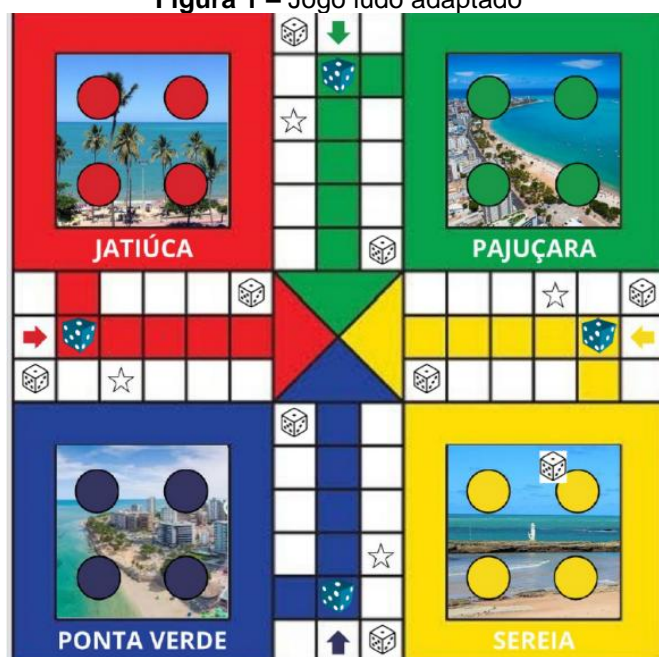 Figura 1 – Jogo ludo adaptado
JATIÚCA
PAJUÇARA
PONTA VERDE
SEREIA